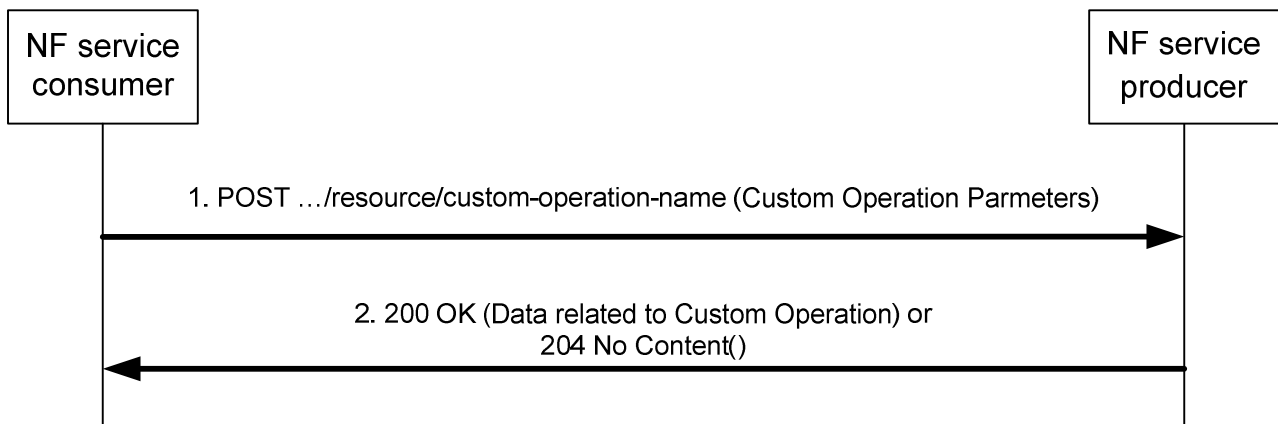 NF service
consumer
NF service
producer
1. POST …/resource/custom-operation-name (Custom Operation Parmeters)
2. 200 OK (Data related to Custom Operation) or
204 No Content()